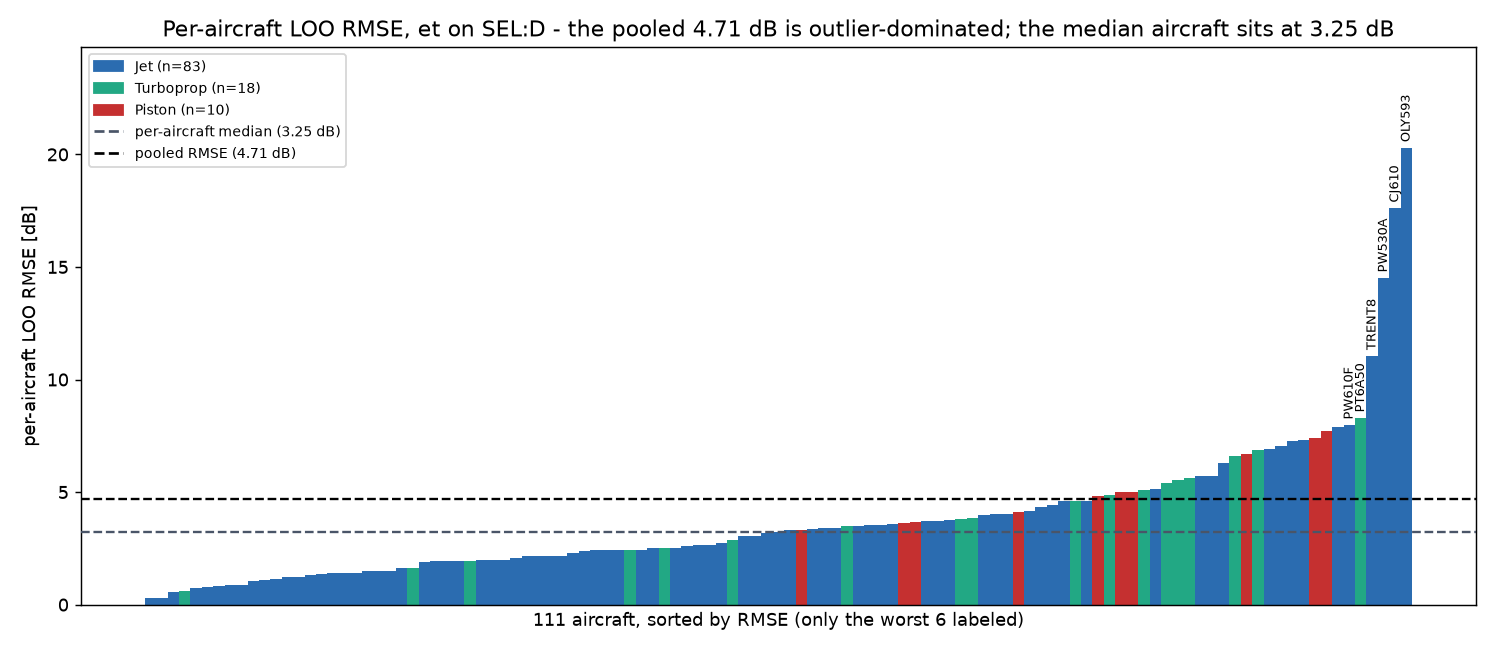 Per-aircraft LOO RMSE, et on SEL:D - the pooled 4.71 dB is outlier-dominated; the median aircraft sits at 3.25 dB
Jet (n=83)
Turboprop (n=18)
Piston (n=10)
per-aircraft median (3.25 dB)
pooled RMSE (4.71 dB)
per-aircraft LOO RMSE [dB]
20
15
10
5
0
PW610F
PT6A50
TRENT8
PW530A
CJ610
OLY593
111 aircraft, sorted by RMSE (only the worst 6 labeled)